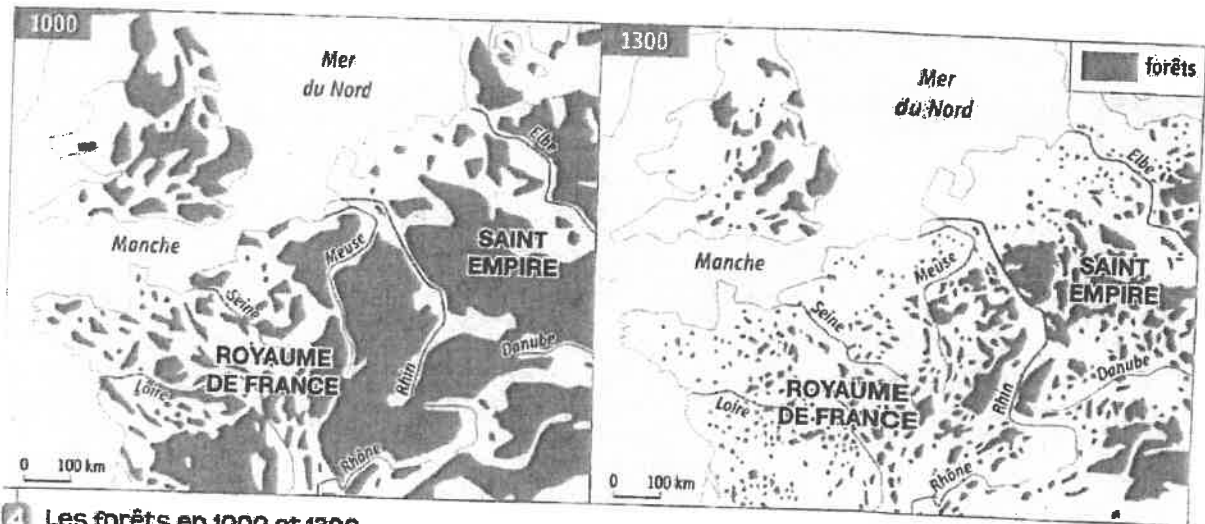 1000
Mer
du Nord
Elbe
SAINT
EMPIRE
Manche
Meuse
Seine
ROYAUME
DE FRANCE
Rhin
Danube
Loire
Rhône
0 100 km
1300
forêts
Mer
du Nord
Elbe
SAINT
EMPIRE
Manche
Meuse
Seine
ROYAUME
DE FRANCE
Rhin
Danube
Loire
Rhône
0 100 km
Les forêts en 1000 et 1300